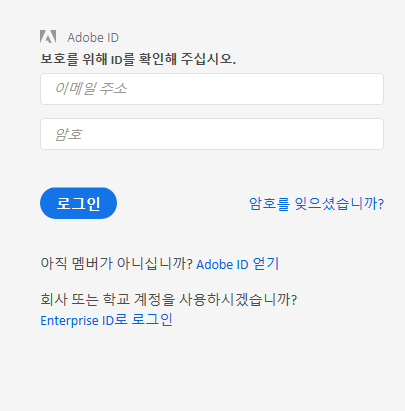 Adobe ID
보호를 위해 ID를 확인해 주십시오.
이메일 주소
암호
로그인 암호를 잊으셨습니까?
아직 멤버가 아니십니까? Adobe ID 얻기
회사 또는 학교 계정을 사용하시겠습니까?
Enterprise ID로 로그인